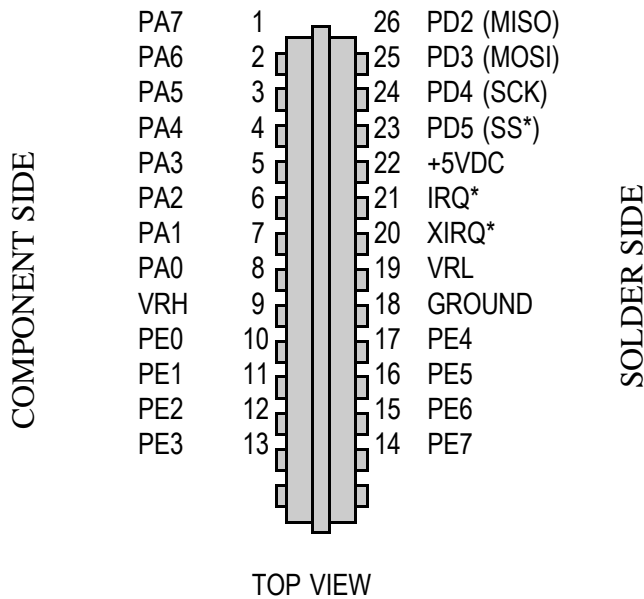 PA7 1 26 PD2 (MISO)
PA6 2 25 PD3 (MOSI)
PA5 3 24 PD4 (SCK)
PA4 4 23 PD5 (SS*)
PA3 5 22 +5VDC
PA2 6 21 IRQ*
PA1 7 20 XIRQ*
PA0 8 19 VRL
VRH 9 18 GROUND
PE0 10 17 PE4
PE1 11 16 PE5
PE2 12 15 PE6
PE3 13 14 PE7
COMPONENT SIDE
SOLDER SIDE
TOP VIEW